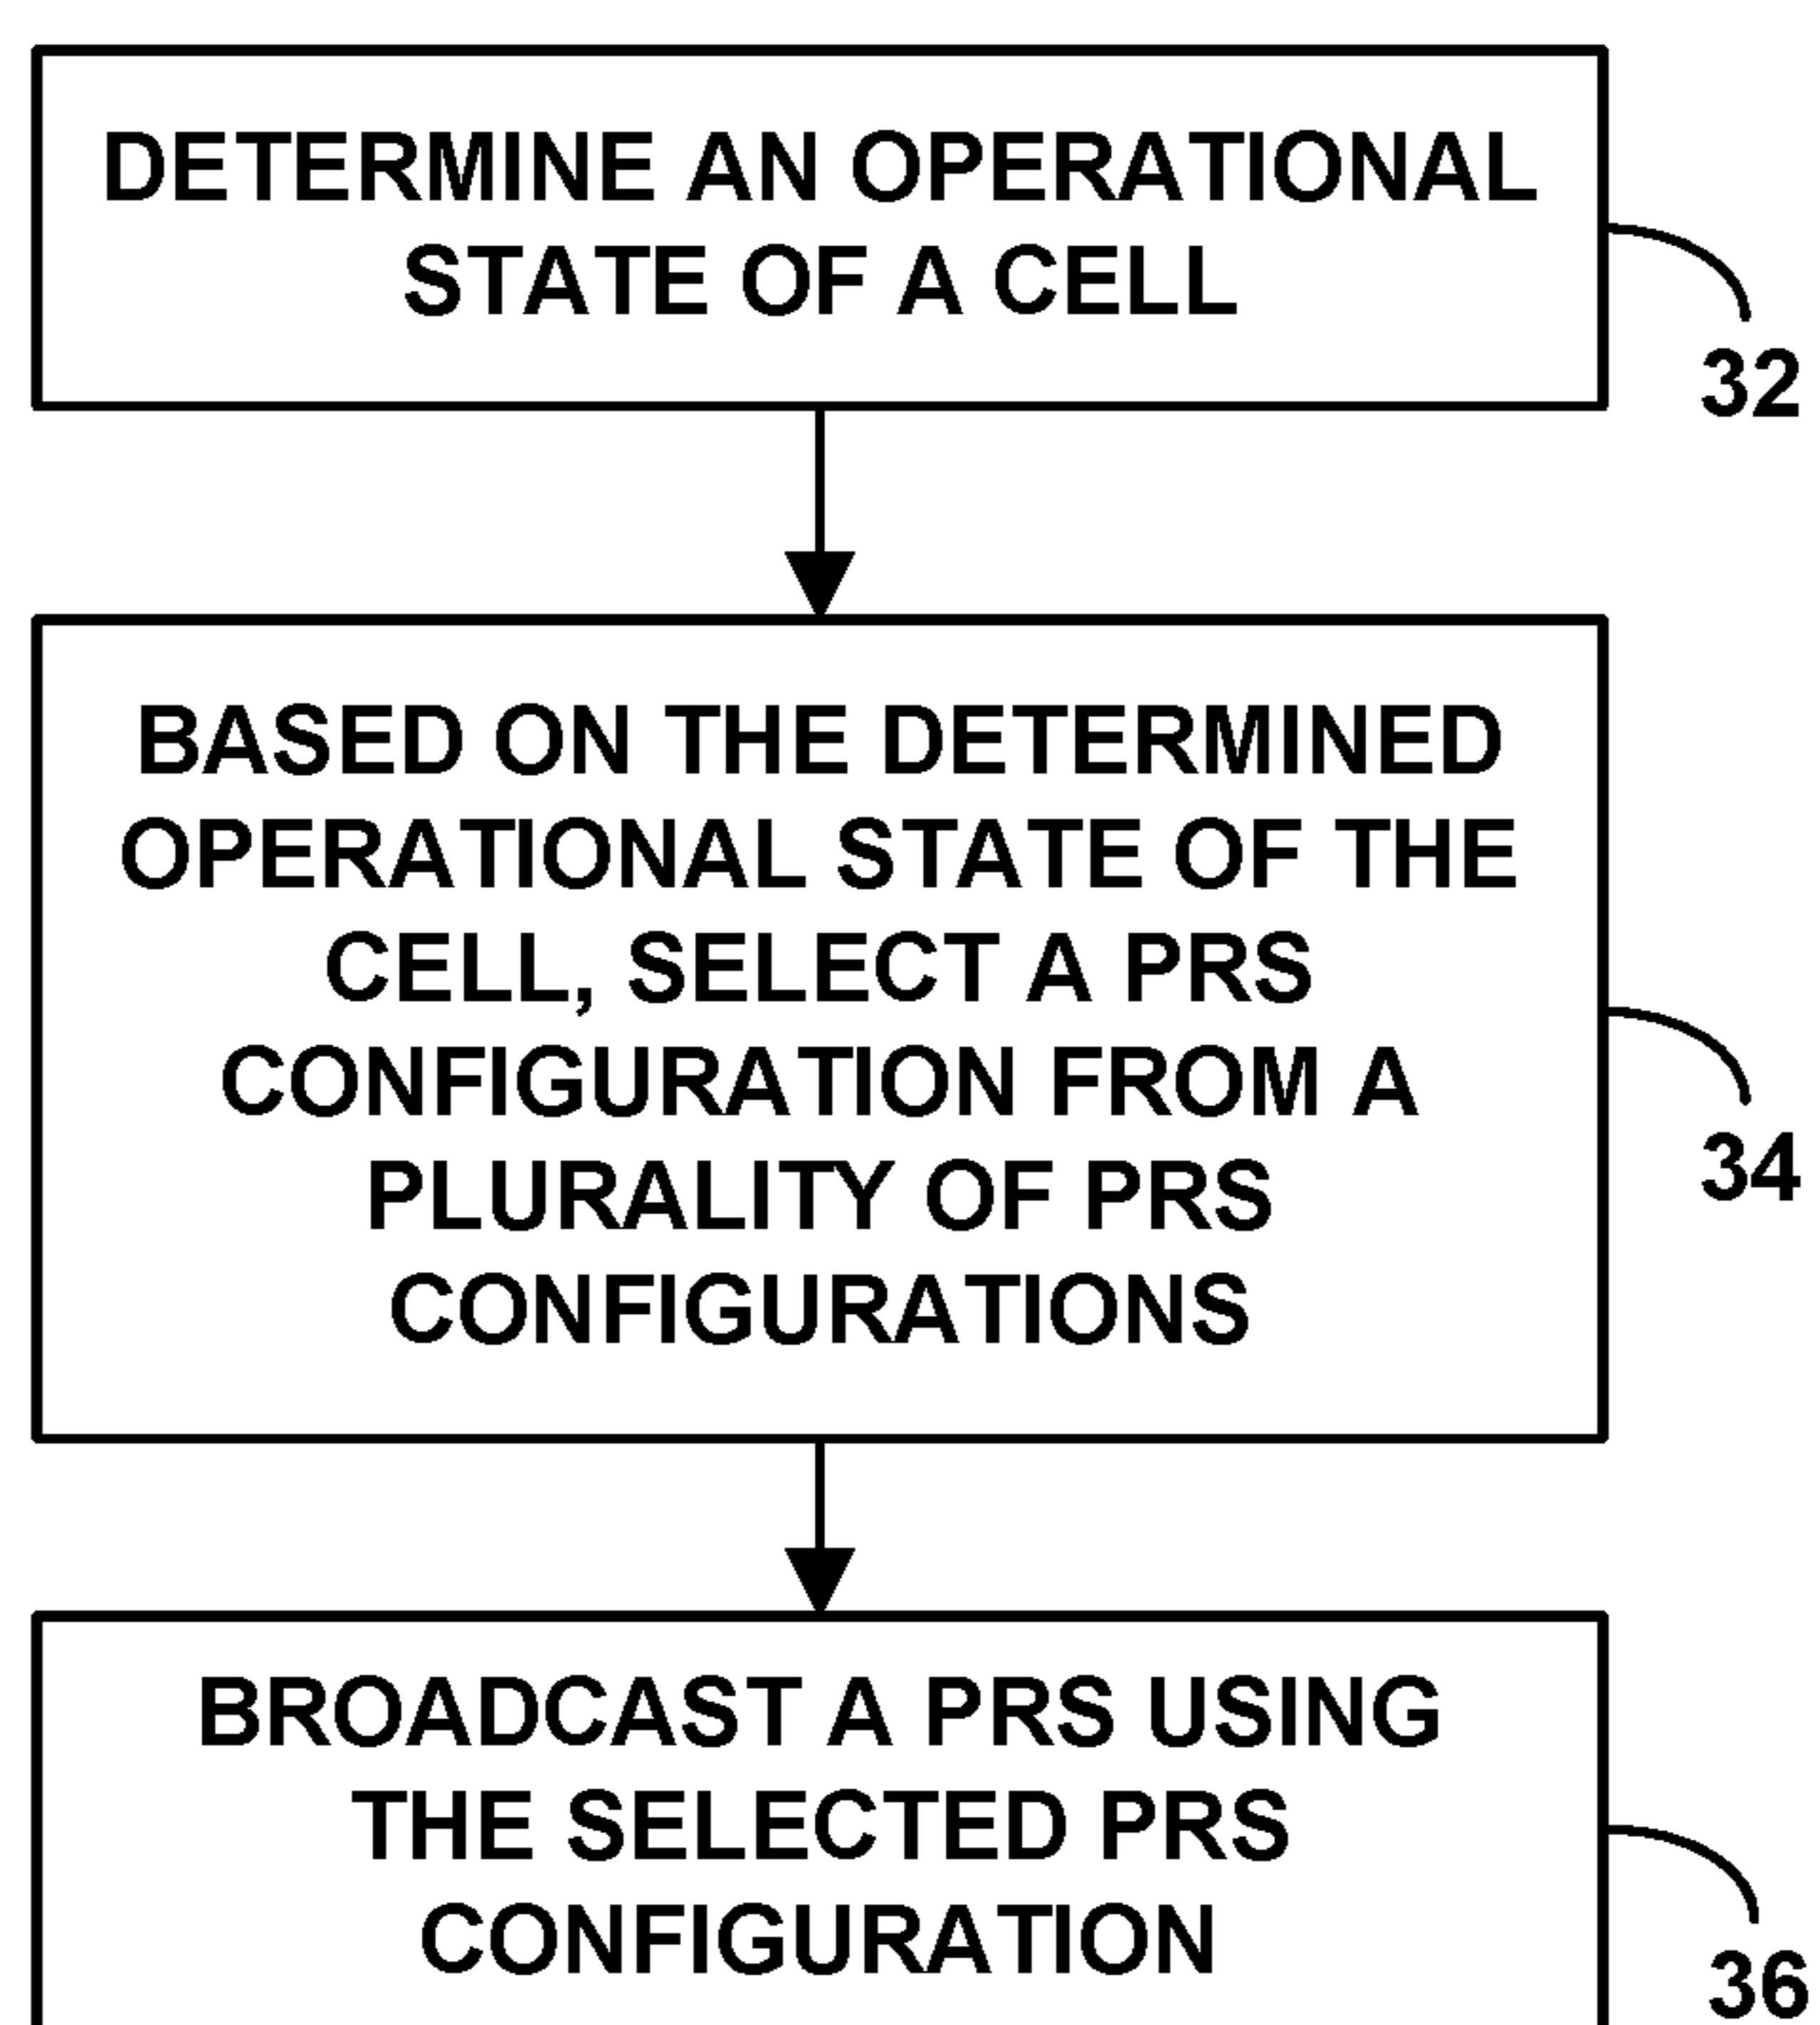 DETERMINE AN OPERATIONAL
STATE OF A CELL
32
BASED ON THE DETERMINED
OPERATIONAL STATE OF THE
CELL, SELECT A PRS
CONFIGURATION FROM A
PLURALITY OF PRS
CONFIGURATIONS
34
BROADCAST A PRS USING
THE SELECTED PRS
CONFIGURATION
36